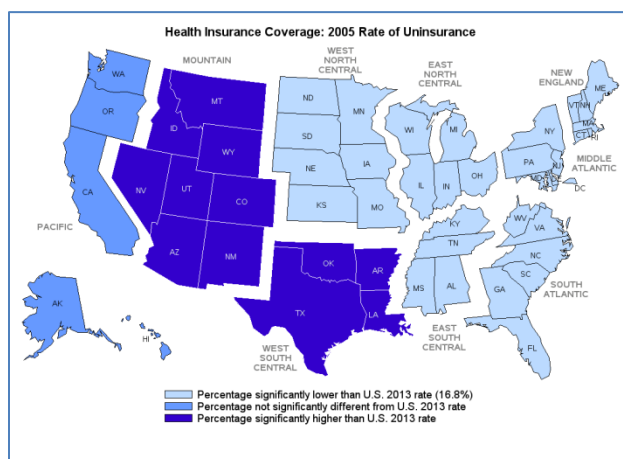 Health Insurance Coverage: 2005 Rate of Uninsurance
WEST
NORTH
CENTRAL
EAST
NORTH
CENTRAL
MOUNTAIN
NEW
ENGLAND
WA
MT
ND
MN
ME
VT
NH
OR
ID
SD
WI
MI
NY
MA
CT
RI
WY
NE
IA
PA
NJ
MIDDLE
ATLANTIC
NV
UT
CO
IL
IN
OH
MD
DE
DC
CA
KS
MO
WV
VA
KY
PACIFIC
AZ
NM
OK
AR
TN
NC
SC
SOUTH
ATLANTIC
AK
HI
TX
LA
MS
AL
GA
FL
WEST
SOUTH
CENTRAL
EAST
SOUTH
CENTRAL
Percentage significantly lower than U.S. 2013 rate (16.8%)
Percentage not significantly different from U.S. 2013 rate
Percentage significantly higher than U.S. 2013 rate